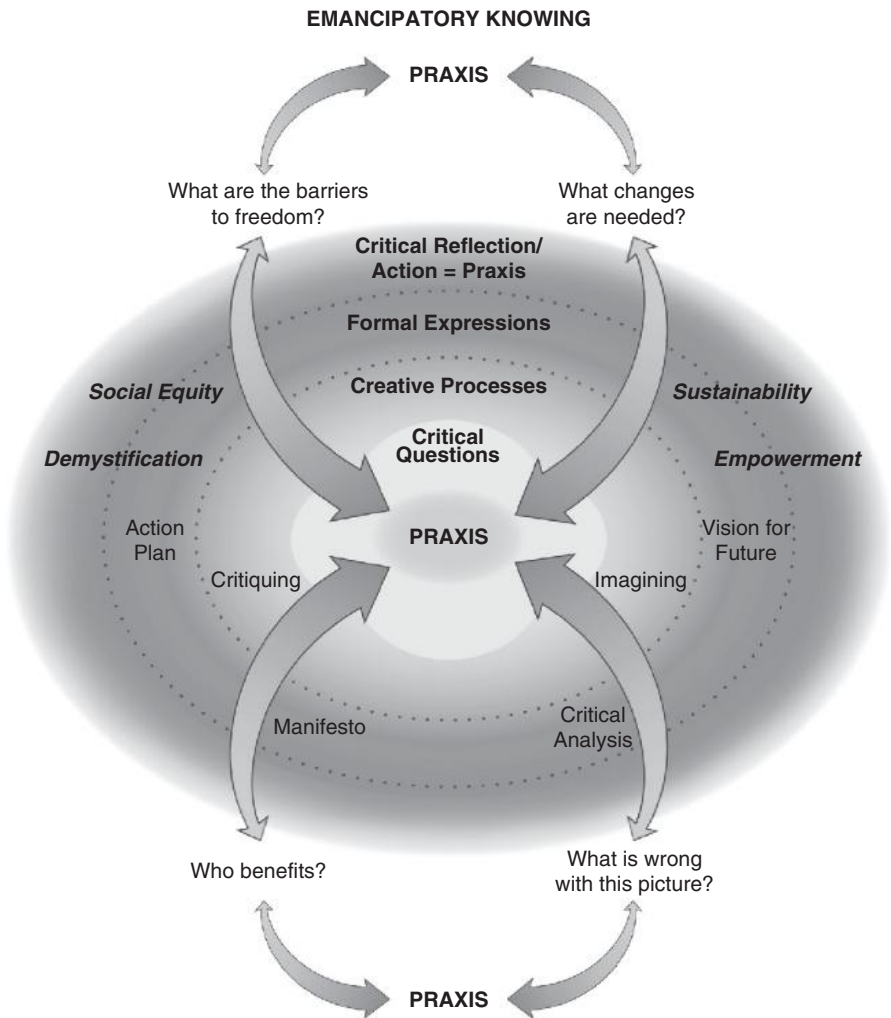 EMANCIPATORY KNOWING
PRAXIS
What are the barriers
to freedom?
What changes
are needed?
Critical Reflection/
Action = Praxis
Formal Expressions
Creative Processes
Social Equity
Sustainability
Critical
Questions
Demystification
Empowerment
Action
Plan
PRAXIS
Vision for
Future
Critiquing
Imagining
Manifesto
Critical
Analysis
Who benefits?
What is wrong
with this picture?
PRAXIS